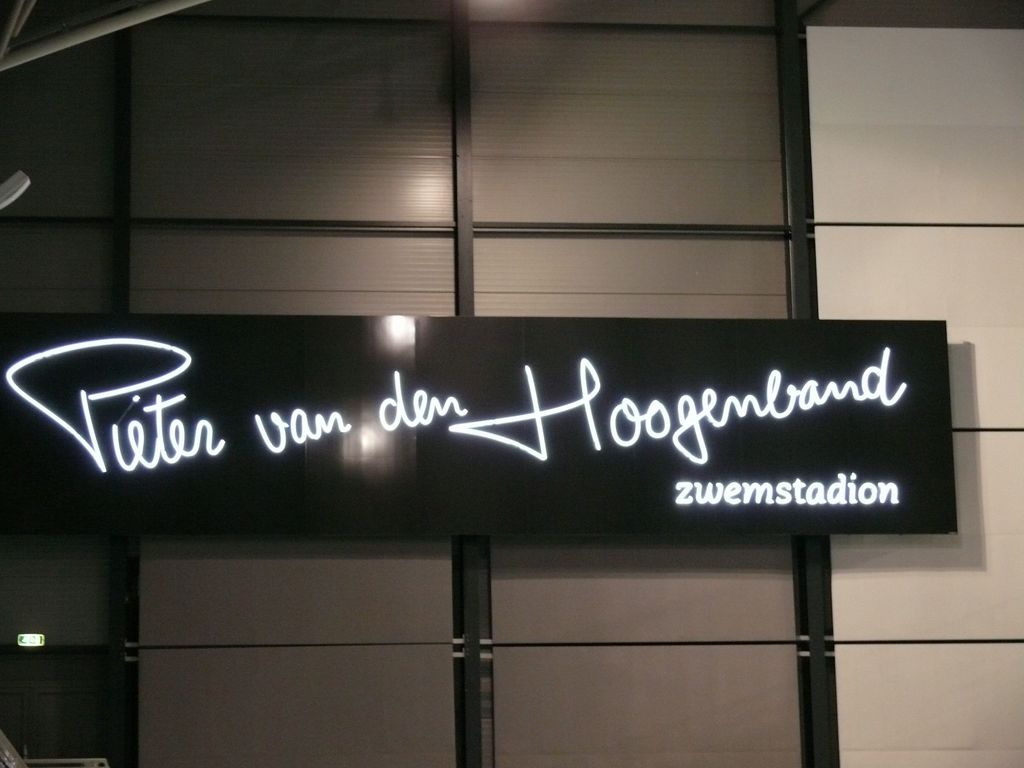 Pieter van den Hoogenband
zwemstadion